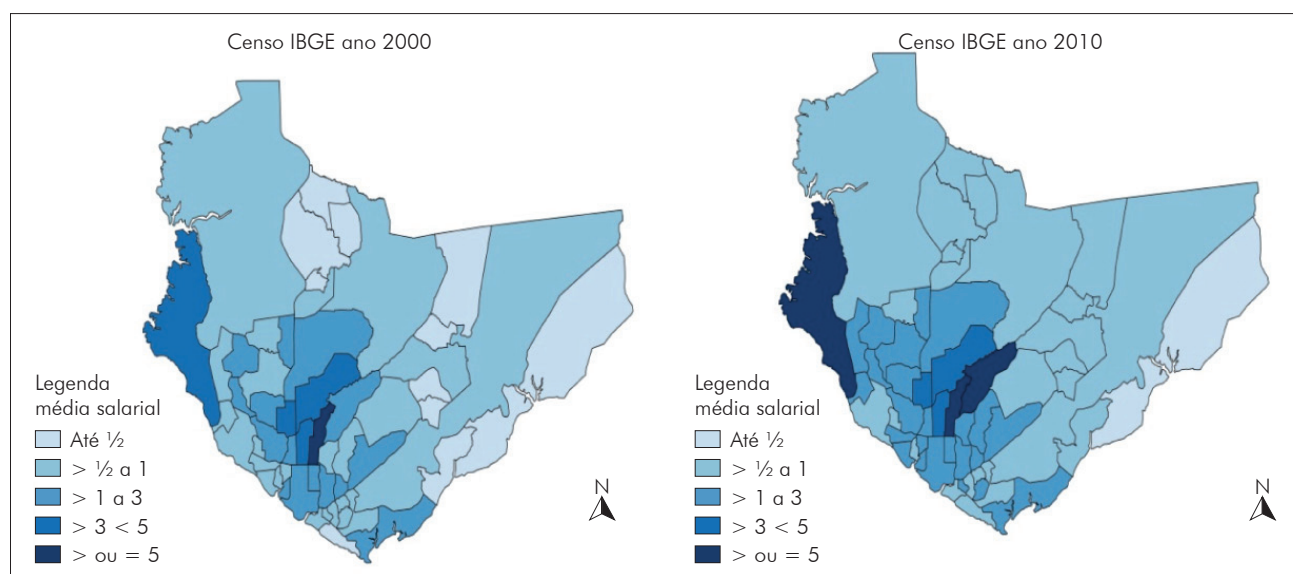 Censo IBGE ano 2000
Legenda
média salarial
Até ½
> ½ a 1
> 1 a 3
> 3 < 5
> ou = 5
N
Censo IBGE ano 2010
Legenda
média salarial
Até ½
> ½ a 1
> 1 a 3
> 3 < 5
> ou = 5
N